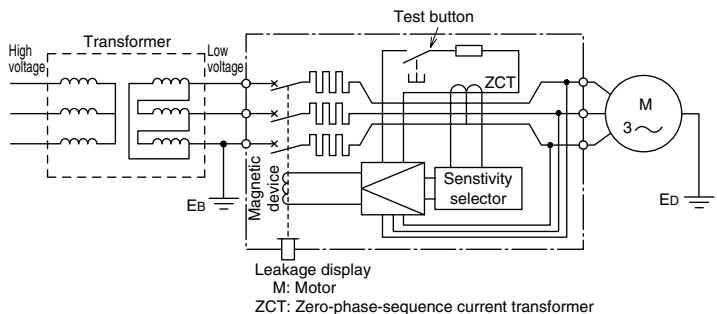 Test button
Transformer
High voltage
Low voltage
ZCT
M
3
Magnetic device
Senstivity selector
EB
ED
Leakage display
M: Motor
ZCT: Zero-phase-sequence current transformer